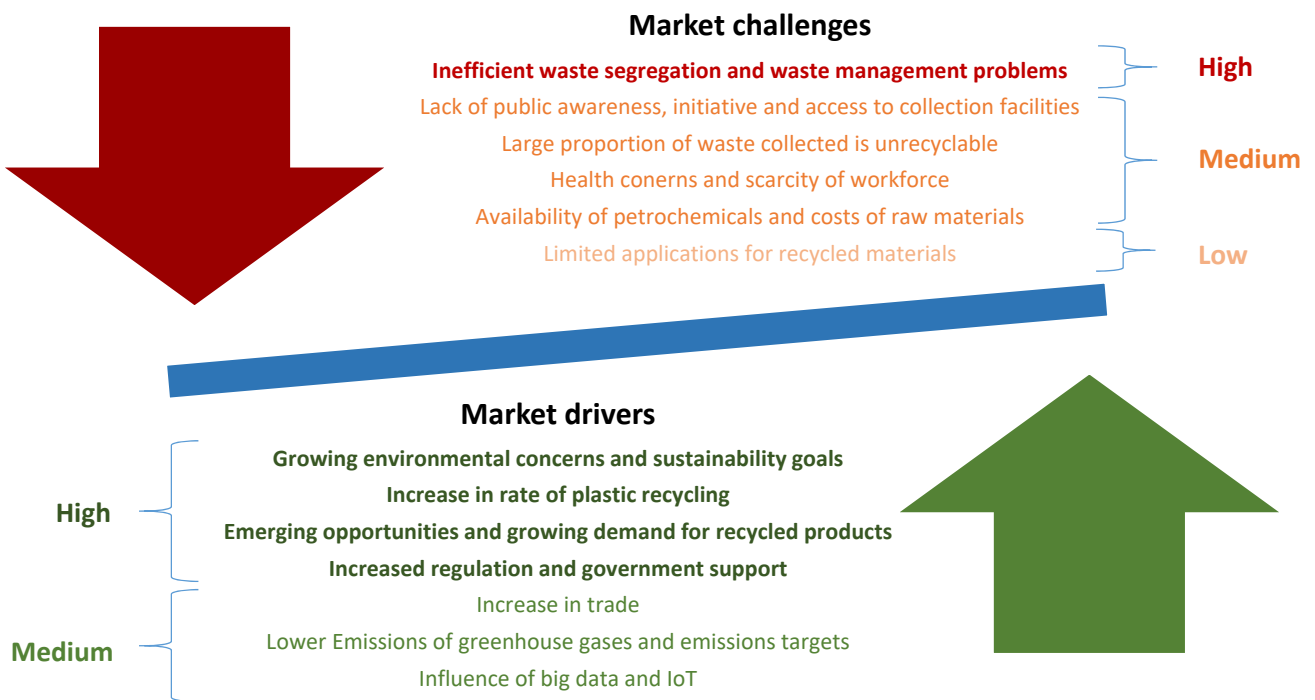 Market challenges
Inefficient waste segregation and waste management problems
High
Lack of public awareness, initiative and access to collection facilities
Large proportion of waste collected is unrecyclable
Medium
Health conerns and scarcity of workforce
Availability of petrochemicals and costs of raw materials
Limited applications for recycled materials
Low
Market drivers
Growing environmental concerns and sustainability goals
Increase in rate of plastic recycling
High
Emerging opportunities and growing demand for recycled products
Increased regulation and government support
Increase in trade
Lower Emissions of greenhouse gases and emissions targets
Medium
Influence of big data and IoT